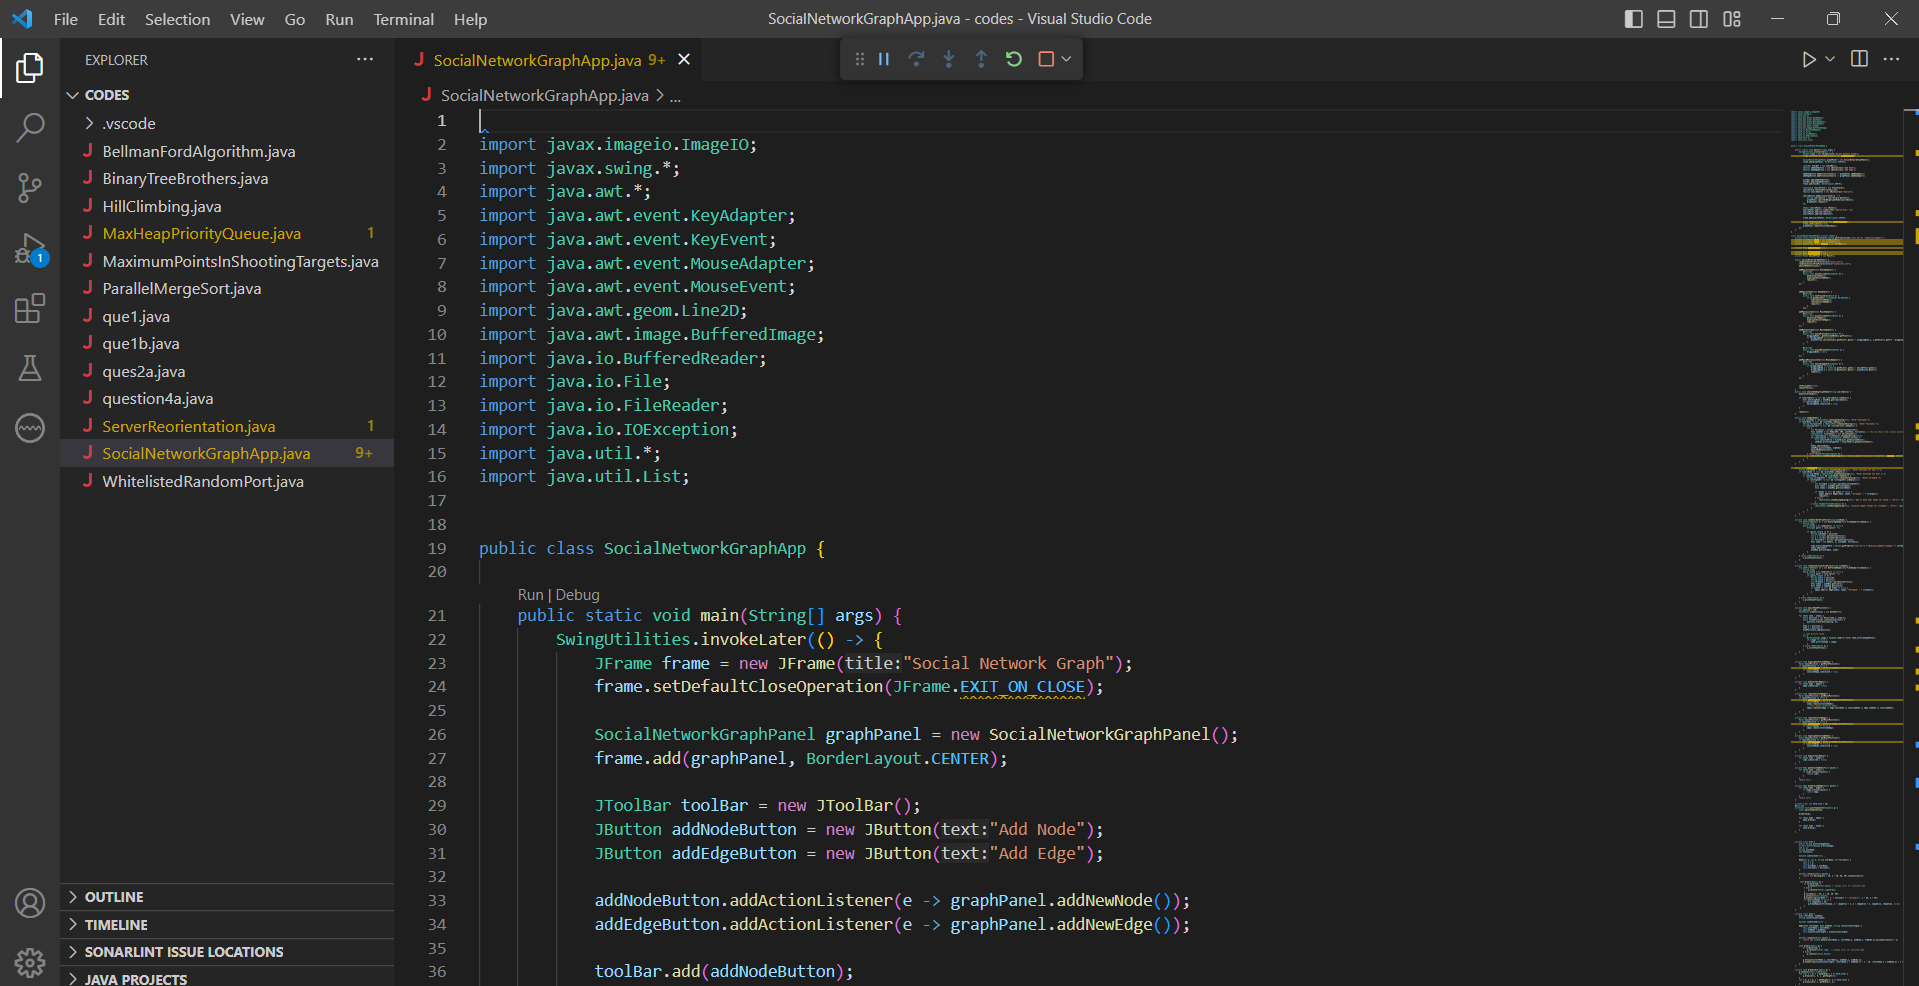 File Edit Selection View Go Run Terminal Help
SocialNetworkGraphApp.java - codes - Visual Studio Code
EXPLORER
CODES
.vscode
J BellmanFordAlgorithm.java
J BinaryTreeBrothers.java
J HillClimbing.java
J MaxHeapPriorityQueue.java 1
J MaximumPointsInShootingTargets.java
J ParallelMergeSort.java
J que1.java
J que1b.java
J ques2a.java
J question4a.java
J ServerReorientation.java 1
J SocialNetworkGraphApp.java 9+
J WhitelistedRandomPort.java
OUTLINE
TIMELINE
SONARLINT ISSUE LOCATIONS
JAVA PROJECTS
1
J SocialNetworkGraphApp.java 9+
J SocialNetworkGraphApp.java > ...
1
2 import javax.imageio.ImageIO;
3 import javax.swing.*;
4 import java.awt.*;
5 import java.awt.event.KeyAdapter;
6 import java.awt.event.KeyEvent;
7 import java.awt.event.MouseAdapter;
8 import java.awt.event.MouseEvent;
9 import java.awt.geom.Line2D;
10 import java.awt.image.BufferedImage;
11 import java.io.BufferedReader;
12 import java.io.File;
13 import java.io.FileReader;
14 import java.io.IOException;
15 import java.util.*;
16 import java.util.List;
17
18
19 public class SocialNetworkGraphApp {
20
Run | Debug
21 public static void main(String[] args) {
22 SwingUtilities.invokeLater(() -> {
23 JFrame frame = new JFrame(title:"Social Network Graph");
24 frame.setDefaultCloseOperation(JFrame.EXIT_ON_CLOSE);
25
26 SocialNetworkGraphPanel graphPanel = new SocialNetworkGraphPanel();
27 frame.add(graphPanel, BorderLayout.CENTER);
28
29 JToolBar toolBar = new JToolBar();
30 JButton addNodeButton = new JButton(text:"Add Node");
31 JButton addEdgeButton = new JButton(text:"Add Edge");
32
33 addNodeButton.addActionListener(e -> graphPanel.addNewNode());
34 addEdgeButton.addActionListener(e -> graphPanel.addNewEdge());
35
36 toolBar.add(addNodeButton);